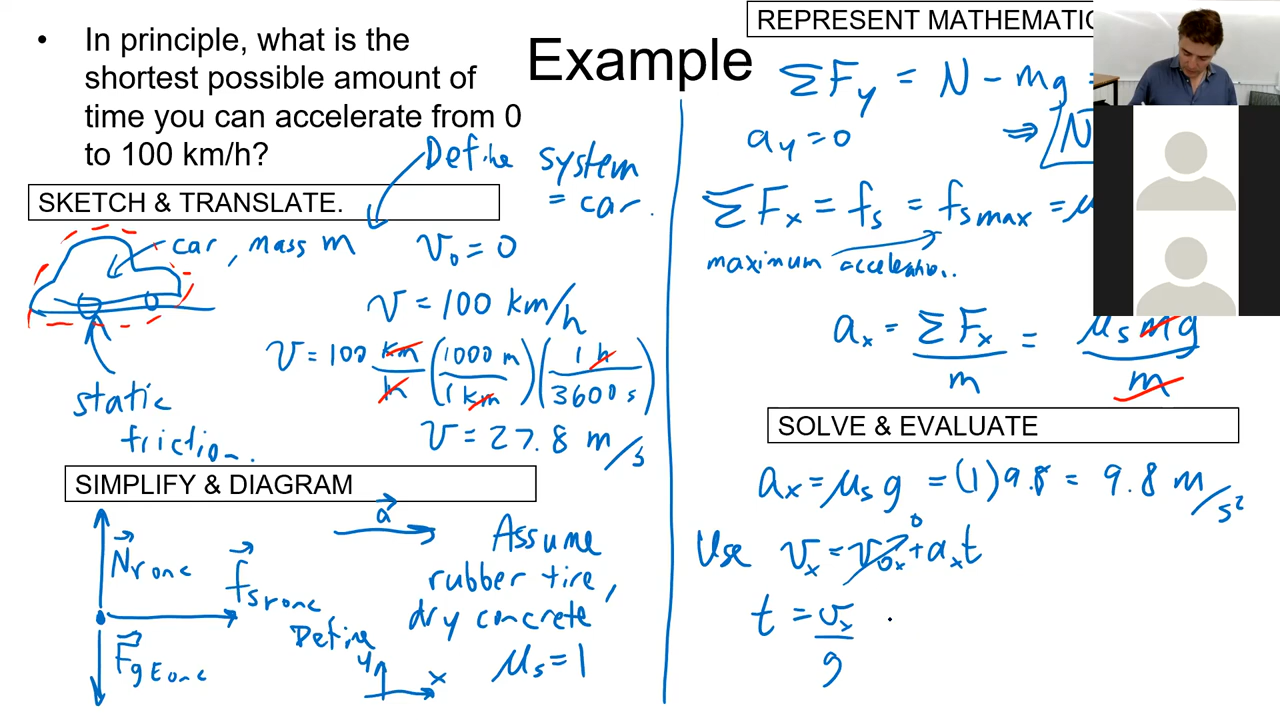 Example
• In principle, what is the
shortest possible amount of
time you can accelerate from 0
to 100 km/h?
Define system
= car.
SKETCH & TRANSLATE.
car, mass m
v₀ = 0
v = 100 km/h
v = 100 km/h (1000 m / 1 km) (1 h / 3600 s)
v = 27.8 m/s
static
friction.
SIMPLIFY & DIAGRAM
a
N r on c
f s r on c
F g E on c
Define
y
x
Assume
rubber tire,
dry concrete
μs = 1
REPRESENT MATHEMATIC
ΣFy = N - mg =
ay = 0
⇒ N
ΣFx = fs = fs max = μ
maximum acceleration.
ax = ΣFx / m = μs mg / m
SOLVE & EVALUATE
ax = μs g = (1) 9.8 = 9.8 m/s²
Use vx = v0x + ax t
0
t = vx / g